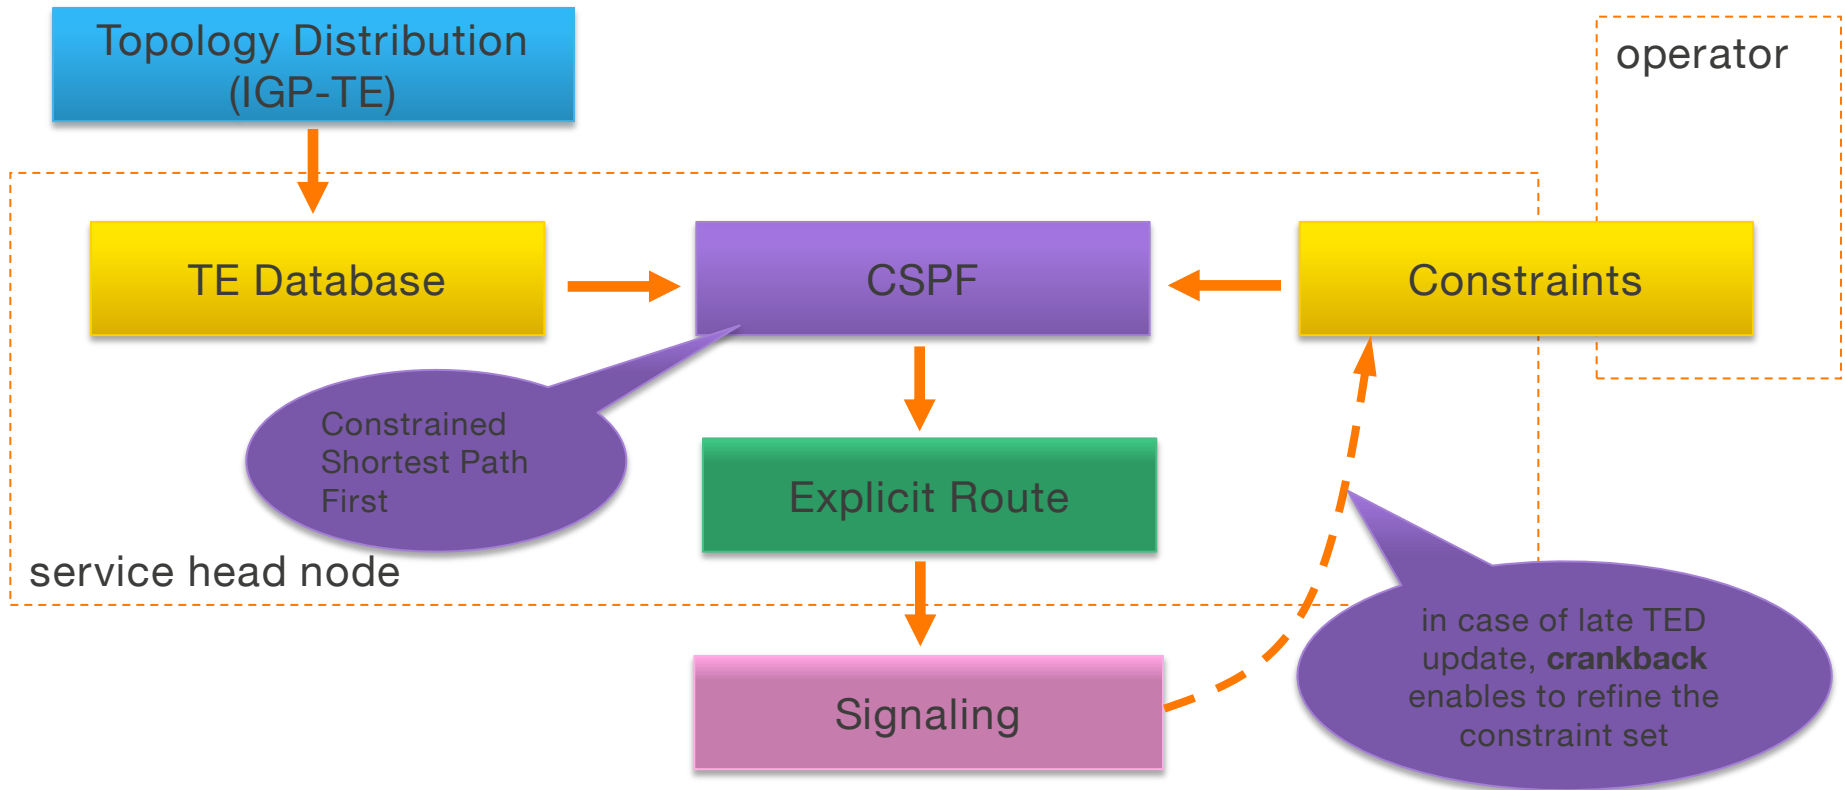 Topology Distribution
(IGP-TE)
operator
TE Database
CSPF
Constraints
Constrained
Shortest Path
First
Explicit Route
service head node
in case of late TED
update, crankback
enables to refine the
constraint set
Signaling